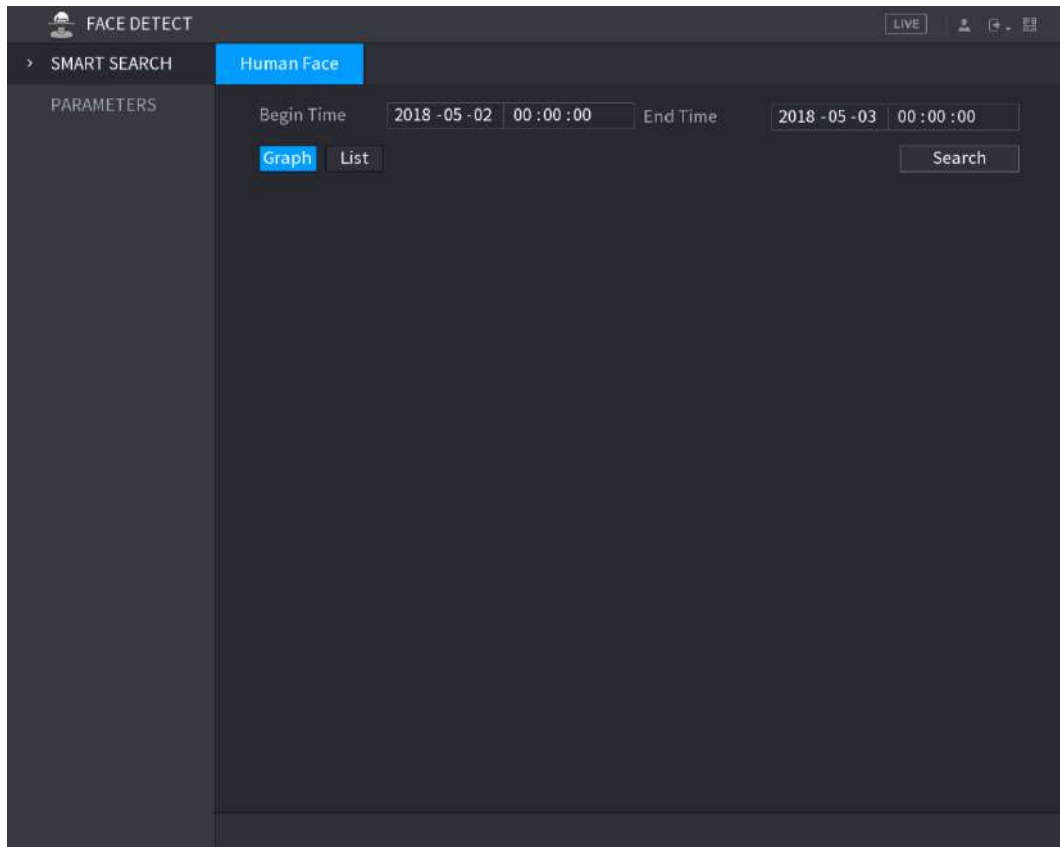 FACE DETECT LIVE
SMART SEARCH Human Face
PARAMETERS Begin Time 2018 -05 -02 00 :00 :00 End Time 2018 -05 -03 00 :00 :00
Graph List Search